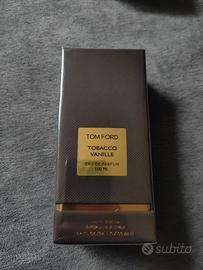 TOM FORD
TOBACCO
VANILLE
EAU DE PARFUM
100 ML
subito